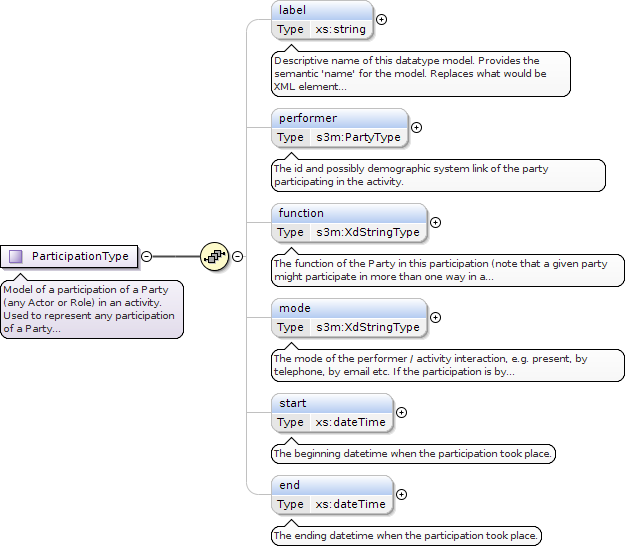 label
Type xs:string
Descriptive name of this datatype model. Provides the
semantic 'name' for the model. Replaces what would be
XML element...
performer
Type s3m:PartyType
The id and possibly demographic system link of the party
participating in the activity.
function
Type s3m:XdStringType
The function of the Party in this participation (note that a given party
might participate in more than one way in a...
ParticipationType
Model of a participation of a Party
(any Actor or Role) in an activity.
Used to represent any participation
of a Party...
mode
Type s3m:XdStringType
The mode of the performer / activity interaction, e.g. present, by
telephone, by email etc. If the participation is by...
start
Type xs:dateTime
The beginning datetime when the participation took place.
end
Type xs:dateTime
The ending datetime when the participation took place.